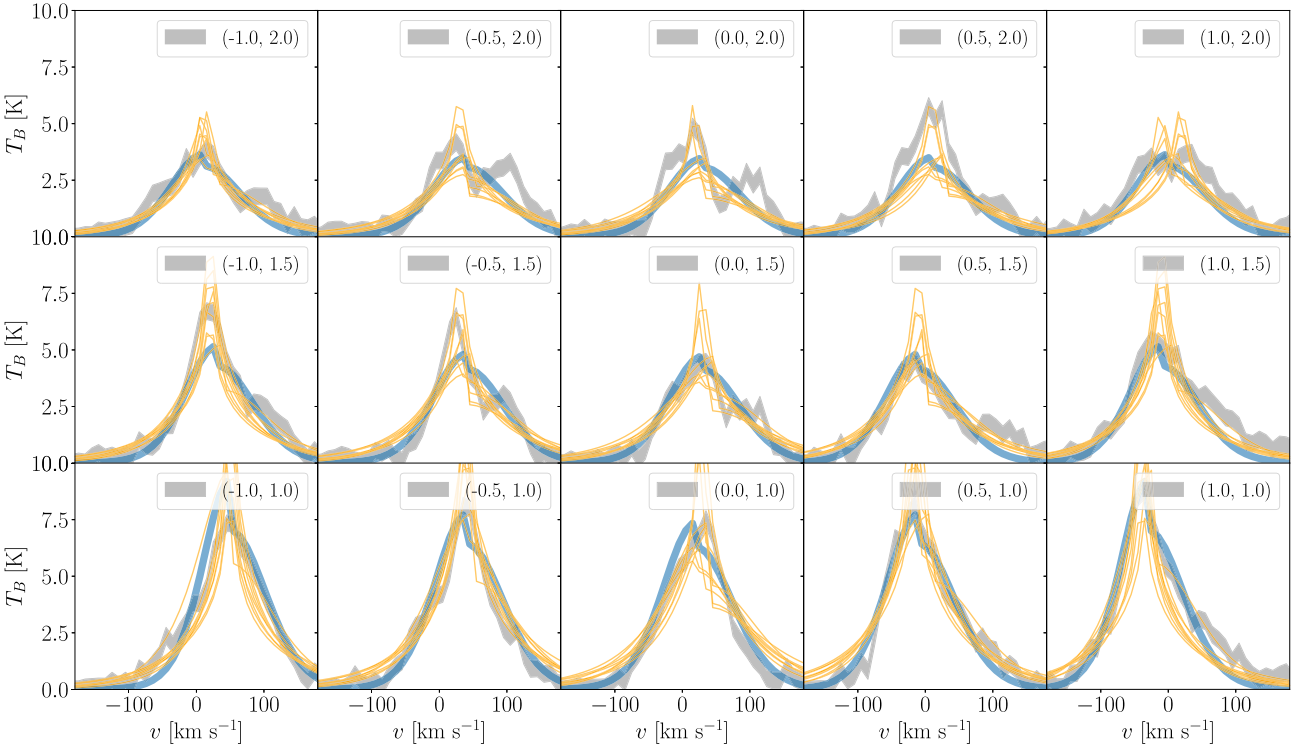 10.0 (-1.0, 2.0) (-0.5, 2.0) (0.0, 2.0) (0.5, 2.0) (1.0, 2.0)
7.5
T_B [K]
5.0
2.5
10.0 (-1.0, 1.5) (-0.5, 1.5) (0.0, 1.5) (0.5, 1.5) (1.0, 1.5)
7.5
T_B [K]
5.0
2.5
10.0 (-1.0, 1.0) (-0.5, 1.0) (0.0, 1.0) (0.5, 1.0) (1.0, 1.0)
7.5
T_B [K]
5.0
2.5
0.0
−100 0 100 −100 0 100 −100 0 100 −100 0 100 −100 0 100
v [km s⁻¹] v [km s⁻¹] v [km s⁻¹] v [km s⁻¹] v [km s⁻¹]